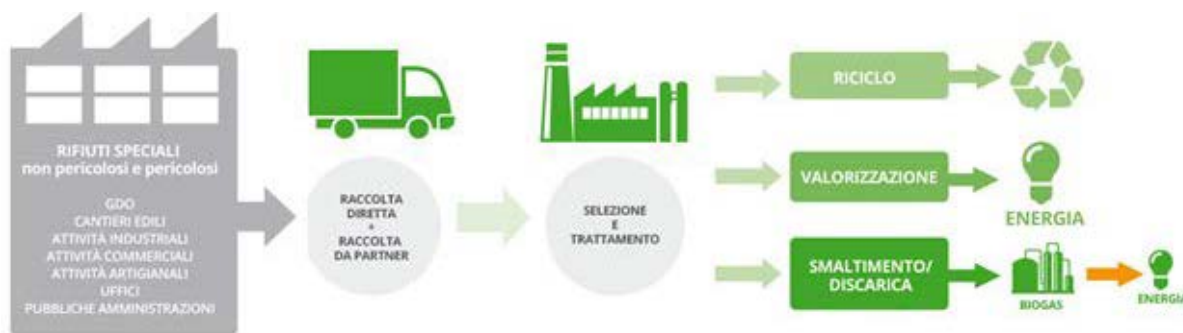 RIFIUTI SPECIALI
non pericolosi e pericolosi
GDO
CANTIERI EDILI
ATTIVITÀ INDUSTRIALI
ATTIVITÀ COMMERCIALI
ATTIVITÀ ARTIGIANALI
UFFICI
PUBBLICHE AMMINISTRAZIONI
RACCOLTA
DIRETTA
+
RACCOLTA
DA PARTNER
SELEZIONE
E
TRATTAMENTO
RICICLO
VALORIZZAZIONE
ENERGIA
SMALTIMENTO/
DISCARICA
BIOGAS
ENERGIA